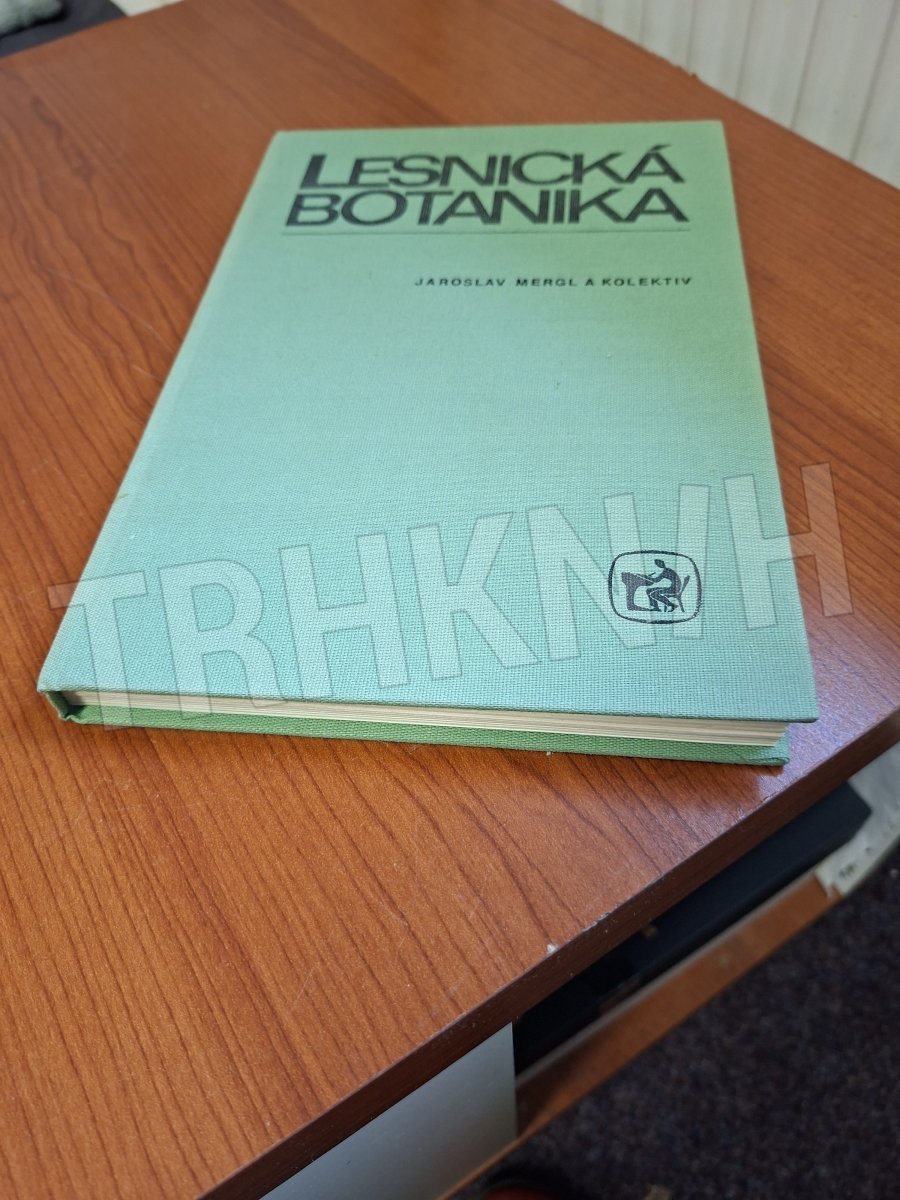 LESNICKÁ
BOTANIKA
JAROSLAV MERGL A KOLEKTIV
TRHKNIH